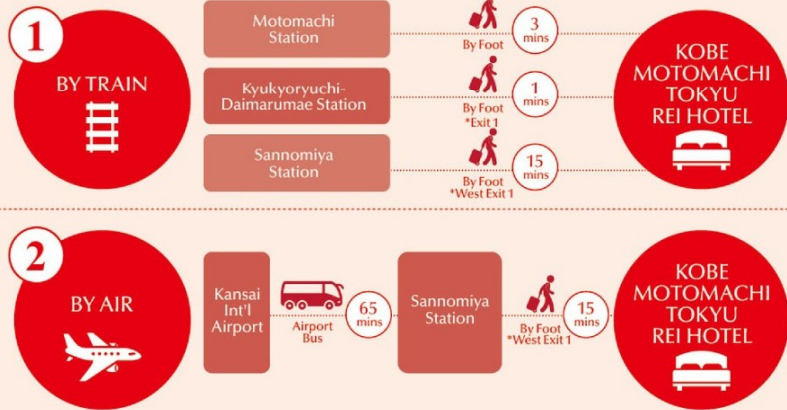 1
BY TRAIN
Motomachi
Station
By Foot
3
mins
Kyukyoryuchi-
Daimarumae Station
By Foot
*Exit 1
1
mins
Sannomiya
Station
By Foot
*West Exit 1
15
mins
KOBE
MOTOMACHI
TOKYU
REI HOTEL
2
BY AIR
Kansai
Int'l
Airport
Airport
Bus
65
mins
Sannomiya
Station
By Foot
*West Exit 1
15
mins
KOBE
MOTOMACHI
TOKYU
REI HOTEL